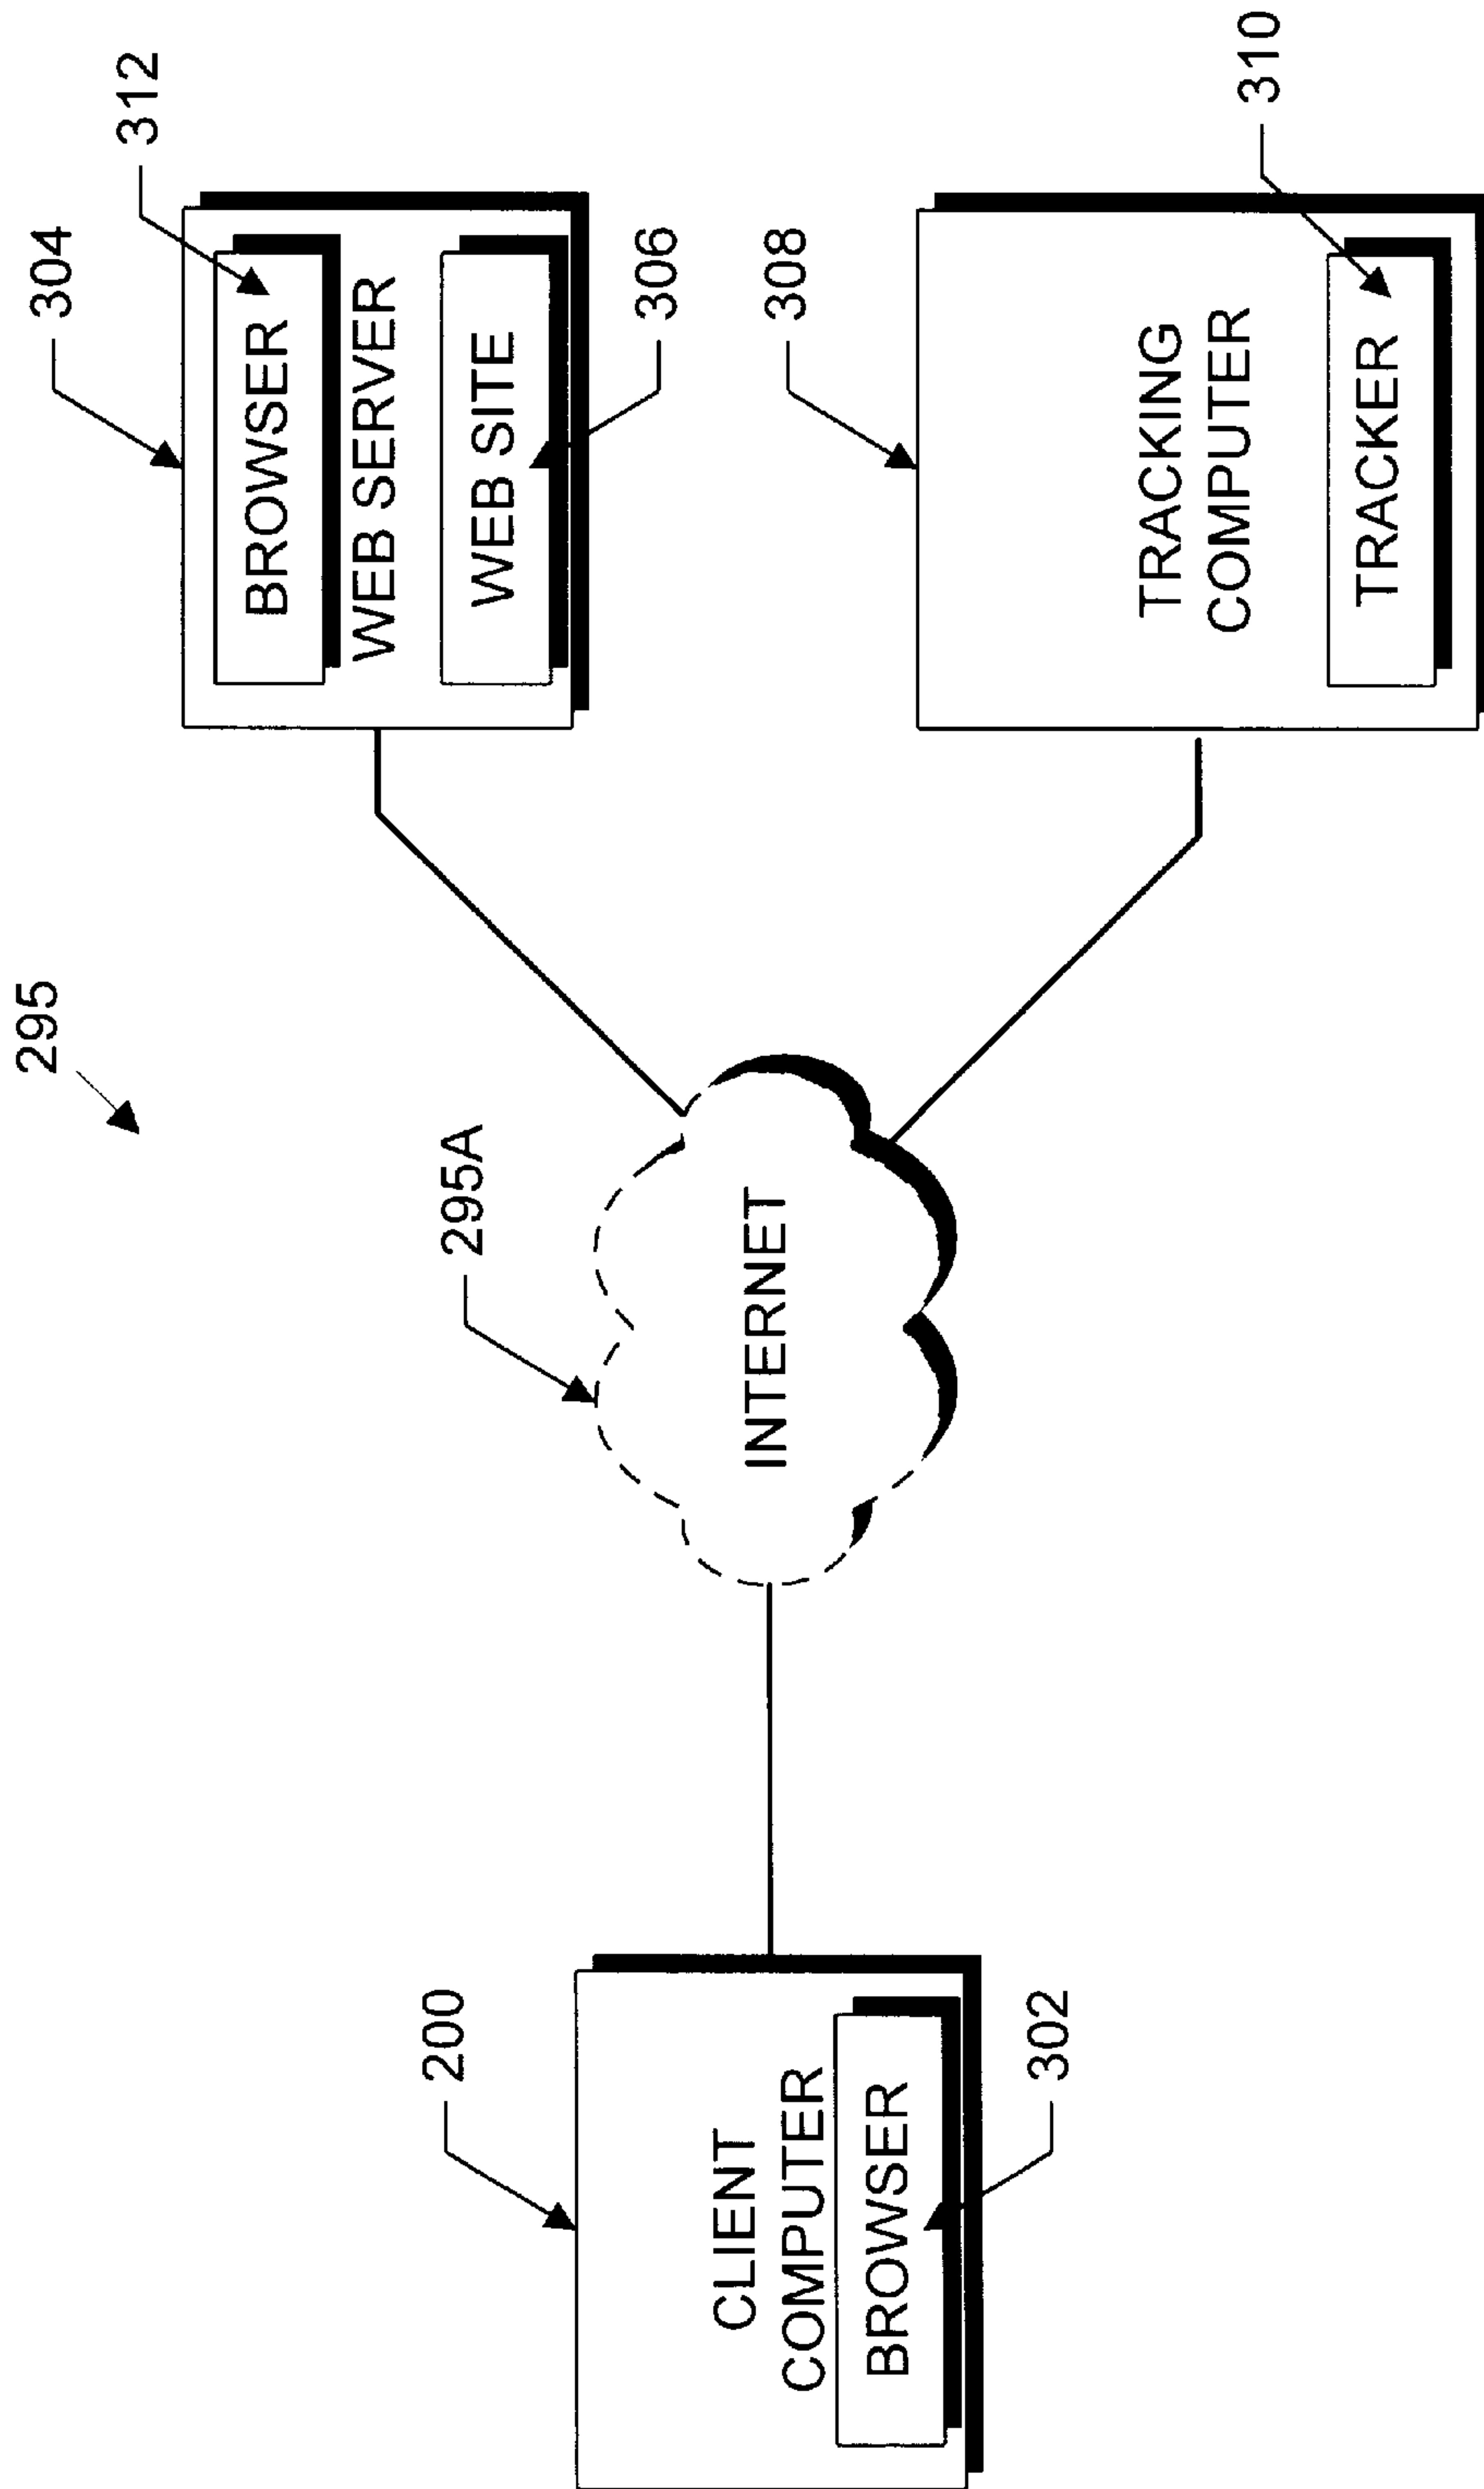 295
200
CLIENT
COMPUTER
BROWSER
302
295A
INTERNET
304
312
BROWSER
WEB SERVER
WEB SITE
306
308
TRACKING
COMPUTER
TRACKER
310